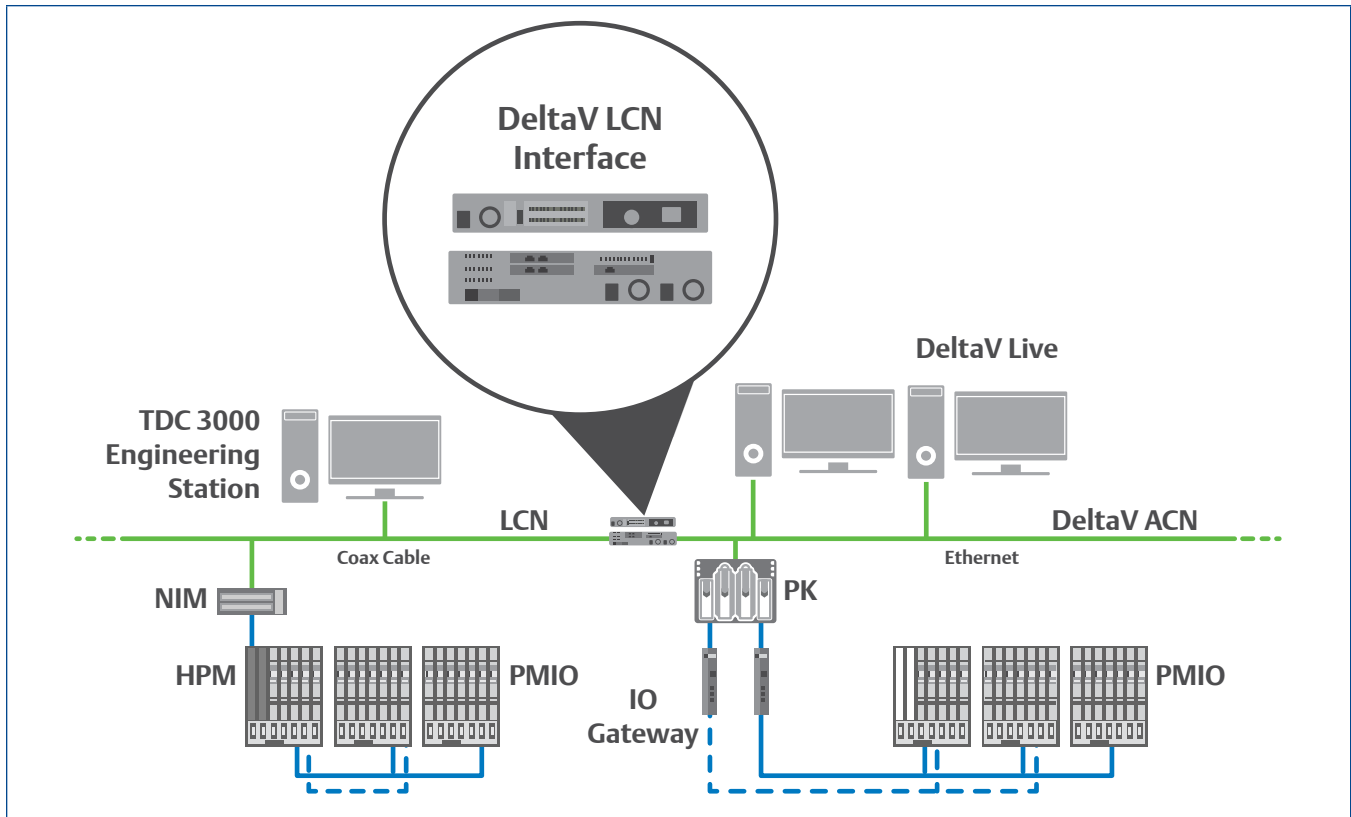 DeltaV LCN
Interface
DeltaV Live
TDC 3000
Engineering
Station
LCN
DeltaV ACN
Coax Cable
Ethernet
NIM
PK
HPM
PMIO
IO
Gateway
PMIO